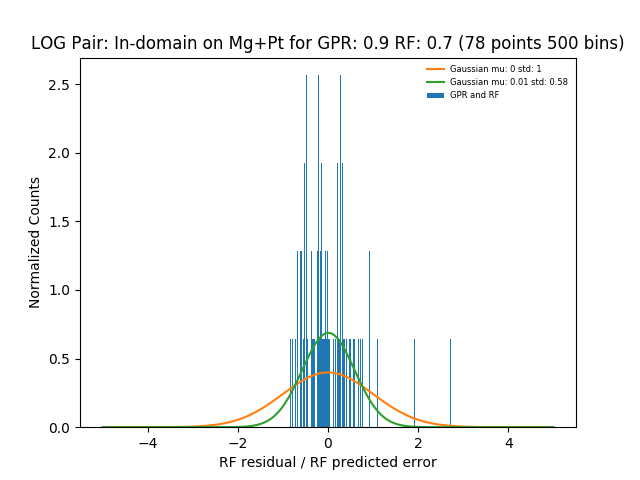 LOG Pair: In-domain on Mg+Pt for GPR: 0.9 RF: 0.7 (78 points 500 bins)
Gaussian mu: 0 std: 1
Gaussian mu: 0.01 std: 0.58
GPR and RF
Normalized Counts
2.5
2.0
1.5
1.0
0.5
0.0
−4 −2 0 2 4
RF residual / RF predicted error